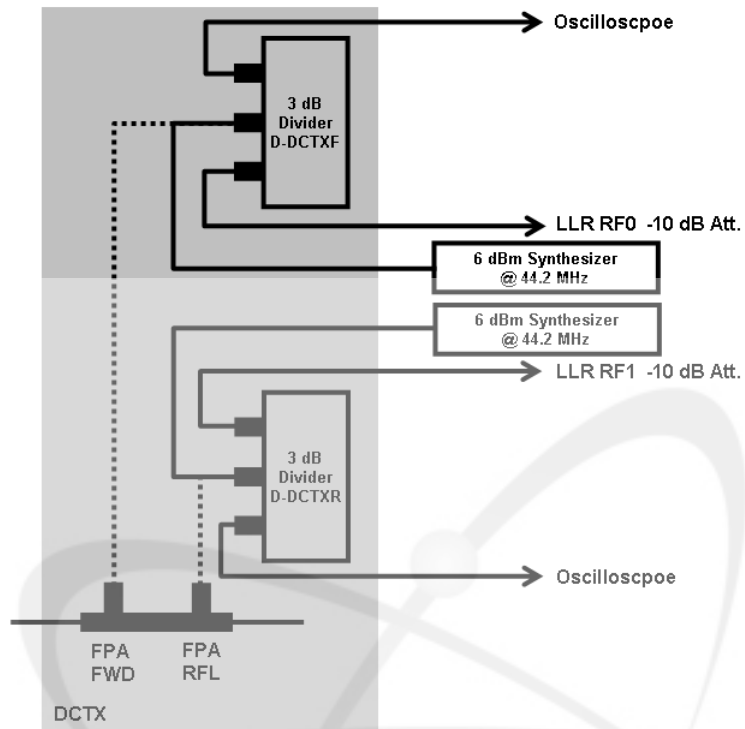 Oscilloscpoe
3 dB
Divider
D-DCTXF
LLR RF0 -10 dB Att.
6 dBm Synthesizer
@ 44.2 MHz
6 dBm Synthesizer
@ 44.2 MHz
LLR RF1 -10 dB Att.
3 dB
Divider
D-DCTXR
Oscilloscpoe
FPA
FWD
FPA
RFL
DCTX